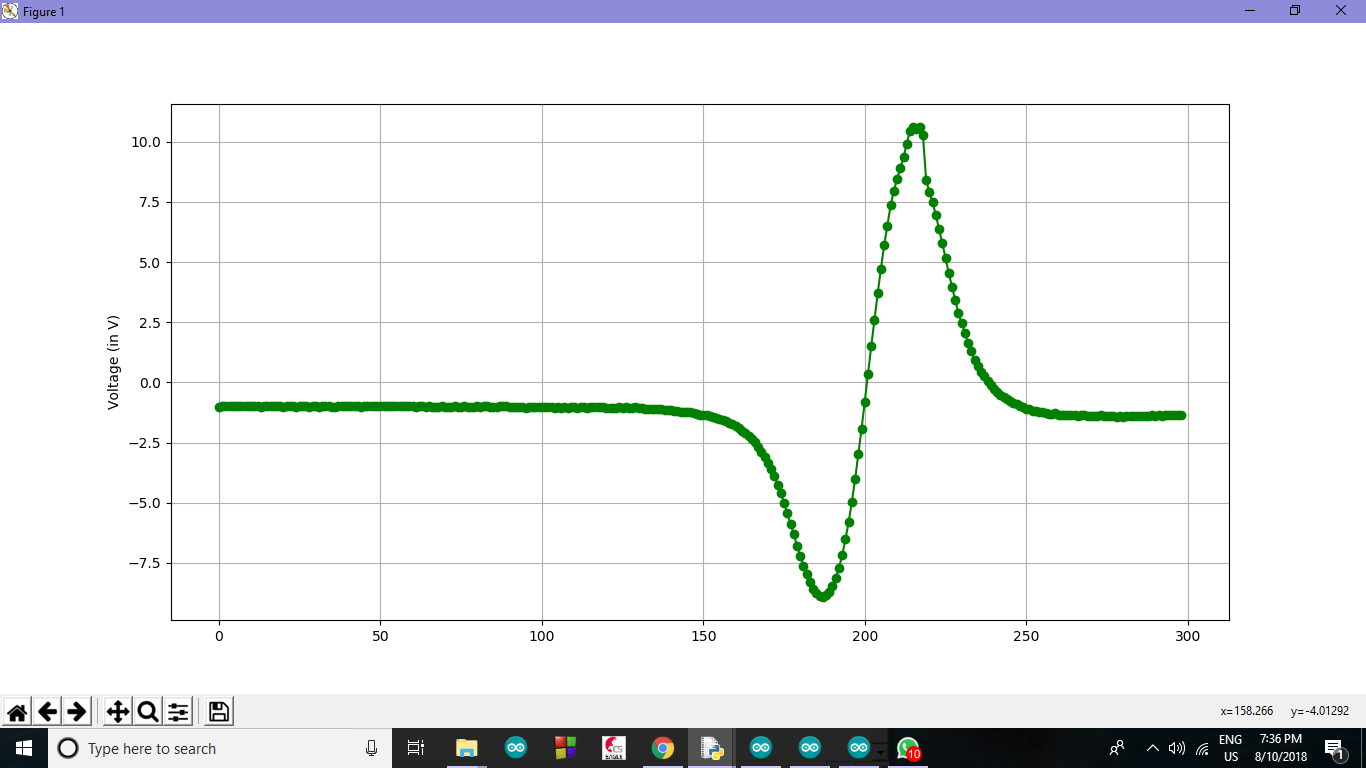 Figure 1
10.0
7.5
5.0
2.5
0.0
−2.5
−5.0
−7.5
Voltage (in V)
0 50 100 150 200 250 300
x=158.266 y=-4.01292
Type here to search
CS
EAGLE
10
ENG
US
7:36 PM
8/10/2018
1